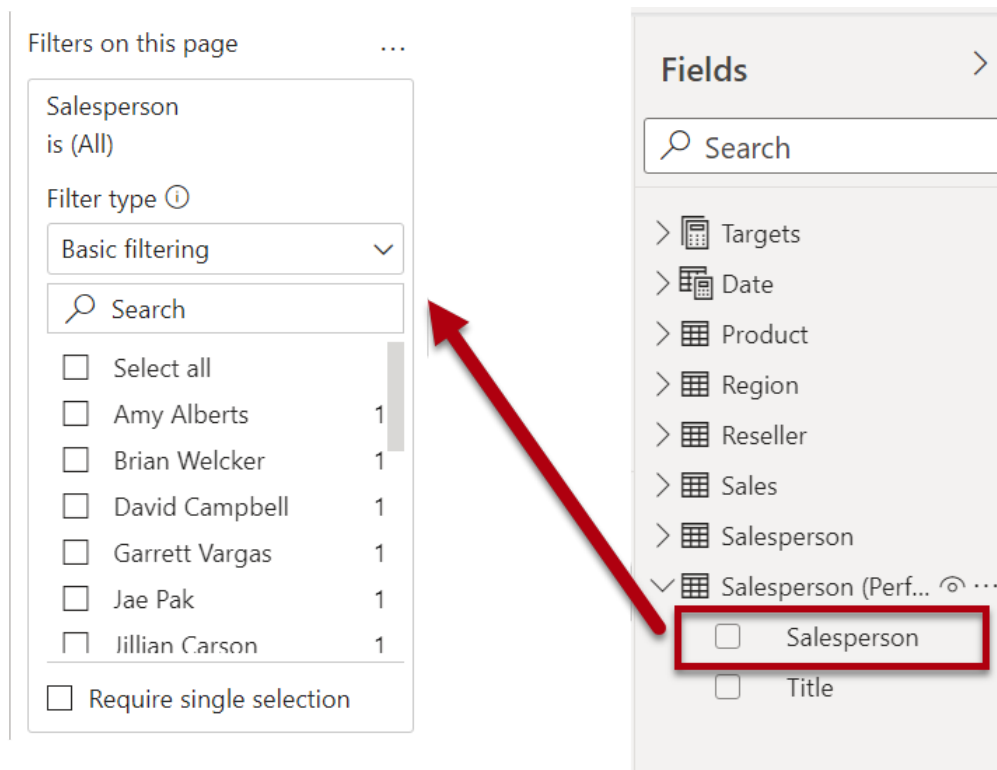 Filters on this page ...
Salesperson
is (All)
Filter type
Basic filtering
Search
Select all
Amy Alberts 1
Brian Welcker 1
David Campbell 1
Garrett Vargas 1
Jae Pak 1
Jillian Carson 1
Require single selection
Fields
Search
Targets
Date
Product
Region
Reseller
Sales
Salesperson
Salesperson (Perf... ...
Salesperson
Title